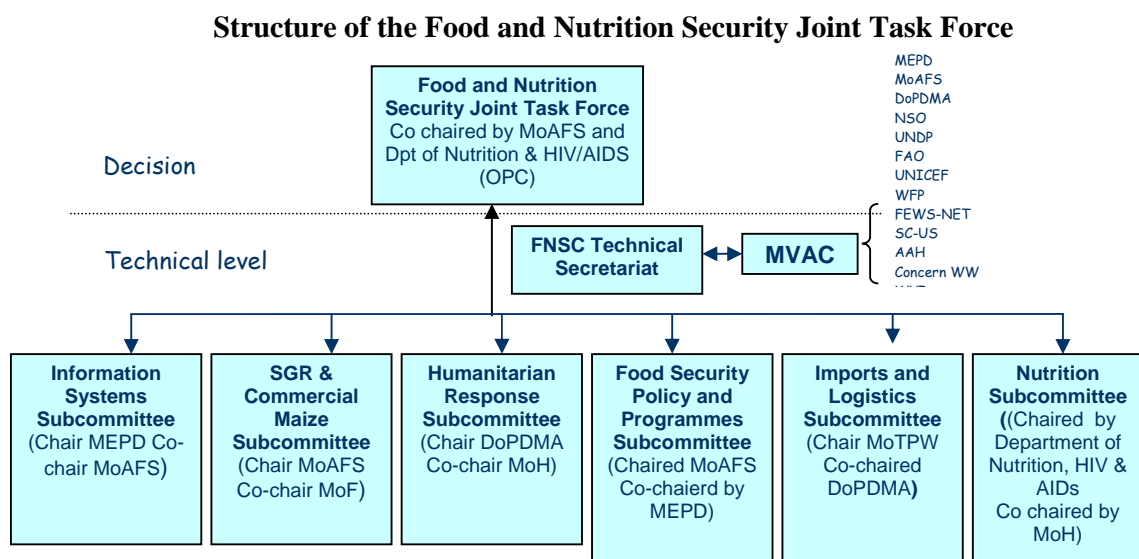 Structure of the Food and Nutrition Security Joint Task Force
Food and Nutrition
Security Joint Task Force
Co chaired by MoAFS and
Dpt of Nutrition & HIV/AIDS
(OPC)
MEPD
MoAFS
DoPDMA
NSO
UNDP
FAO
UNICEF
WFP
FEWS-NET
SC-US
AAH
Concern WW
Decision
Technical level
FNSC Technical
Secretariat
MVAC
Information
Systems
Subcommittee
(Chair MEPD Co-
chair MoAFS)
SGR &
Commercial
Maize
Subcommittee
(Chair MoAFS
Co-chair MoF)
Humanitarian
Response
Subcommittee
(Chair DoPDMA
Co-chair MoH)
Food Security
Policy and
Programmes
Subcommittee
(Chaired MoAFS
Co-chaierd by
MEPD)
Imports and
Logistics
Subcommittee
(Chair MoTPW
Co-chaired
DoPDMA)
Nutrition
Subcommittee
((Chaired by
Department of
Nutrition, HIV &
AIDs
Co chaired by
MoH)